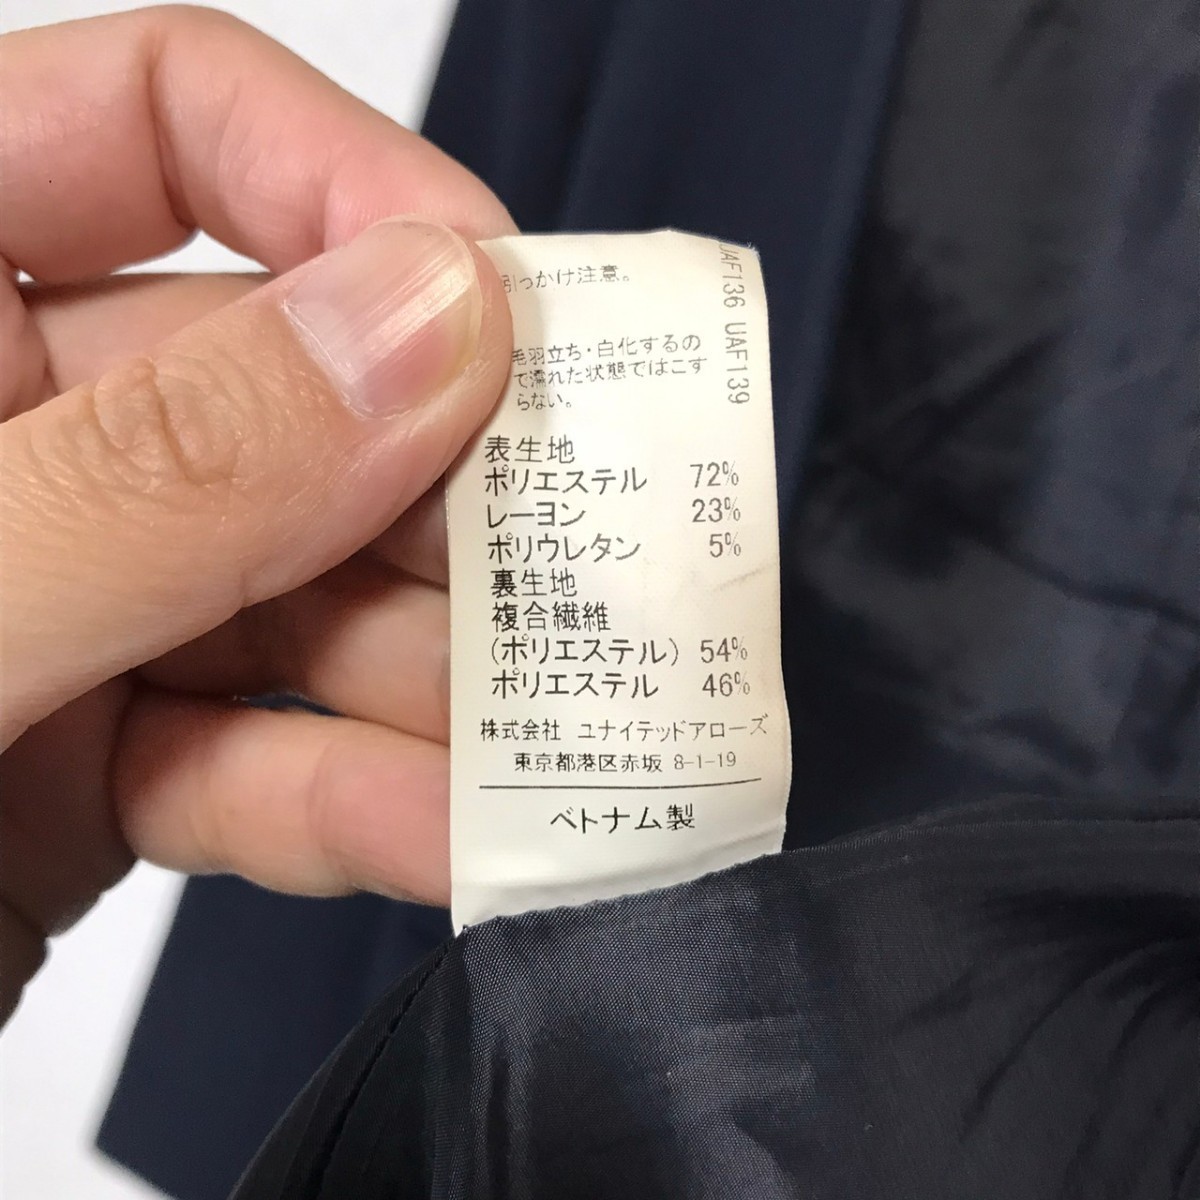 引っかけ注意。
毛羽立ち・白化するの
で濡れた状態ではこす
らない。
表生地
ポリエステル 72%
レーヨン 23%
ポリウレタン 5%
裏生地
複合繊維
(ポリエステル) 54%
ポリエステル 46%
株式会社 ユナイテッドアローズ
東京都港区赤坂 8-1-19
ベトナム製
UAF136 UAF139